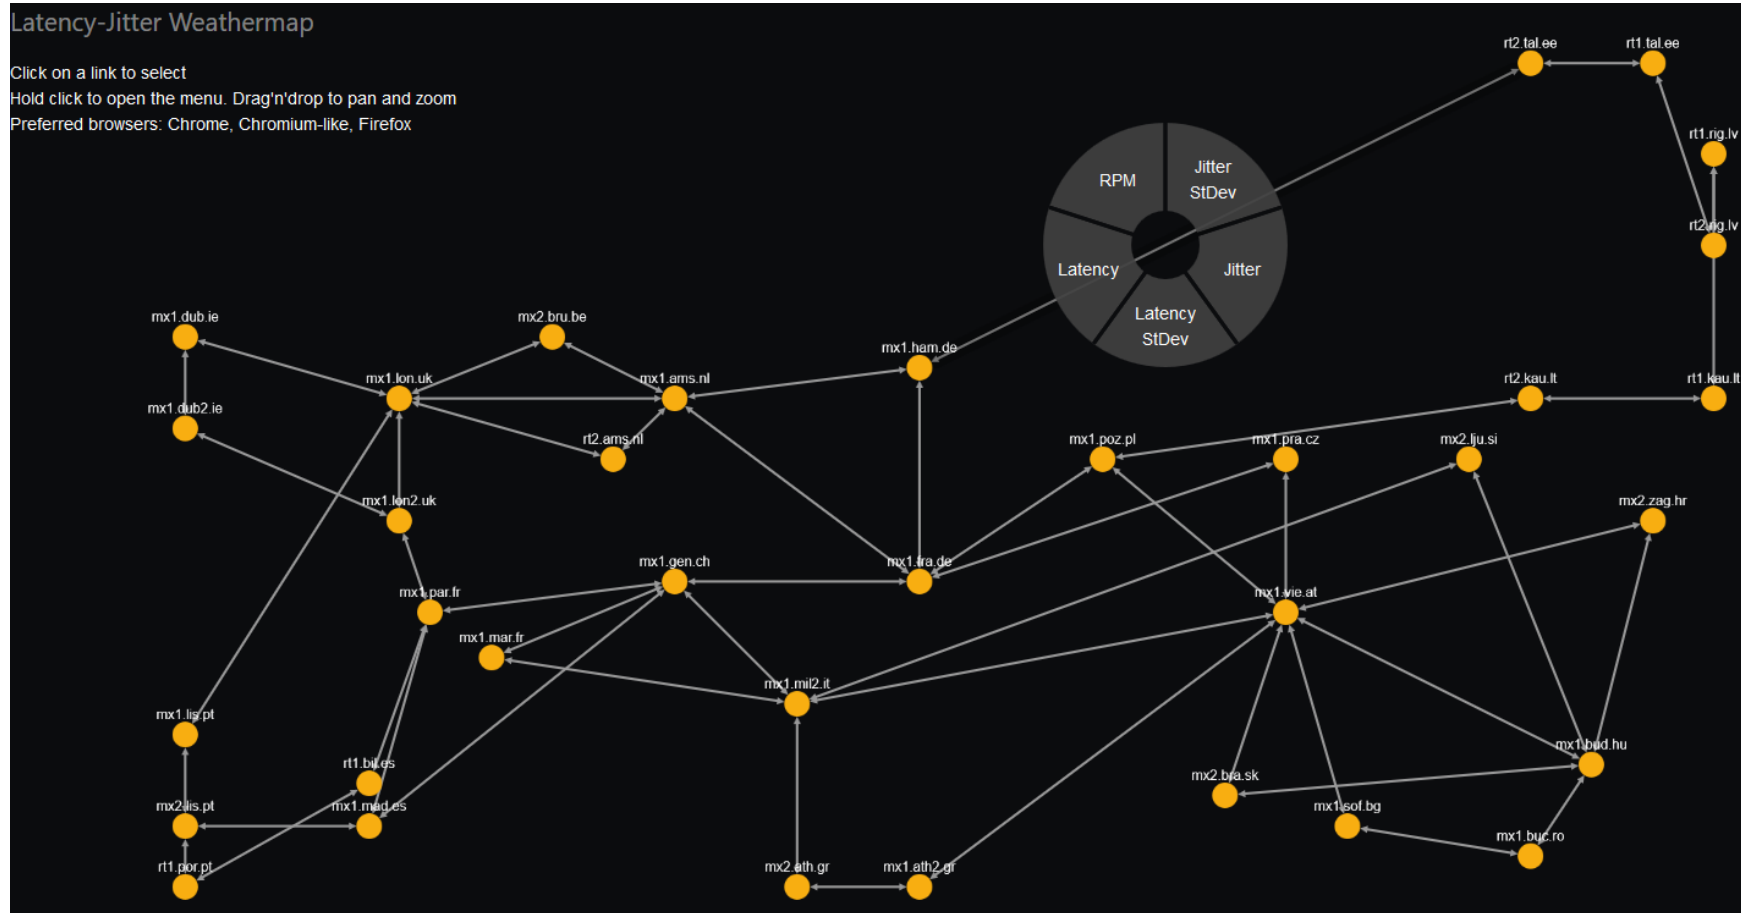 Latency-Jitter Weathermap
Click on a link to select
Hold click to open the menu. Drag'n'drop to pan and zoom
Preferred browsers: Chrome, Chromium-like, Firefox
rt2.tal.ee
rt1.tal.ee
rt1.rig.lv
rt2.rig.lv
RPM
Jitter
StDev
Latency
Jitter
Latency
StDev
mx1.dub.ie
mx2.bru.be
mx1.ham.de
mx1.lon.uk
mx1.ams.nl
rt2.kau.lt
rt1.kau.lt
mx1.dub2.ie
rt2.ams.nl
mx1.poz.pl
mx1.pra.cz
mx2.lju.si
mx1.lon2.uk
mx2.zag.hr
mx1.gen.ch
mx1.fra.de
mx1.par.fr
mx1.vie.at
mx1.mar.fr
mx1.mil2.it
mx1.lis.pt
mx1.bud.hu
rt1.bil.es
mx2.bra.sk
mx2.lis.pt
mx1.mad.es
mx1.sof.bg
mx1.buc.ro
rt1.por.pt
mx2.ath.gr
mx1.ath2.gr